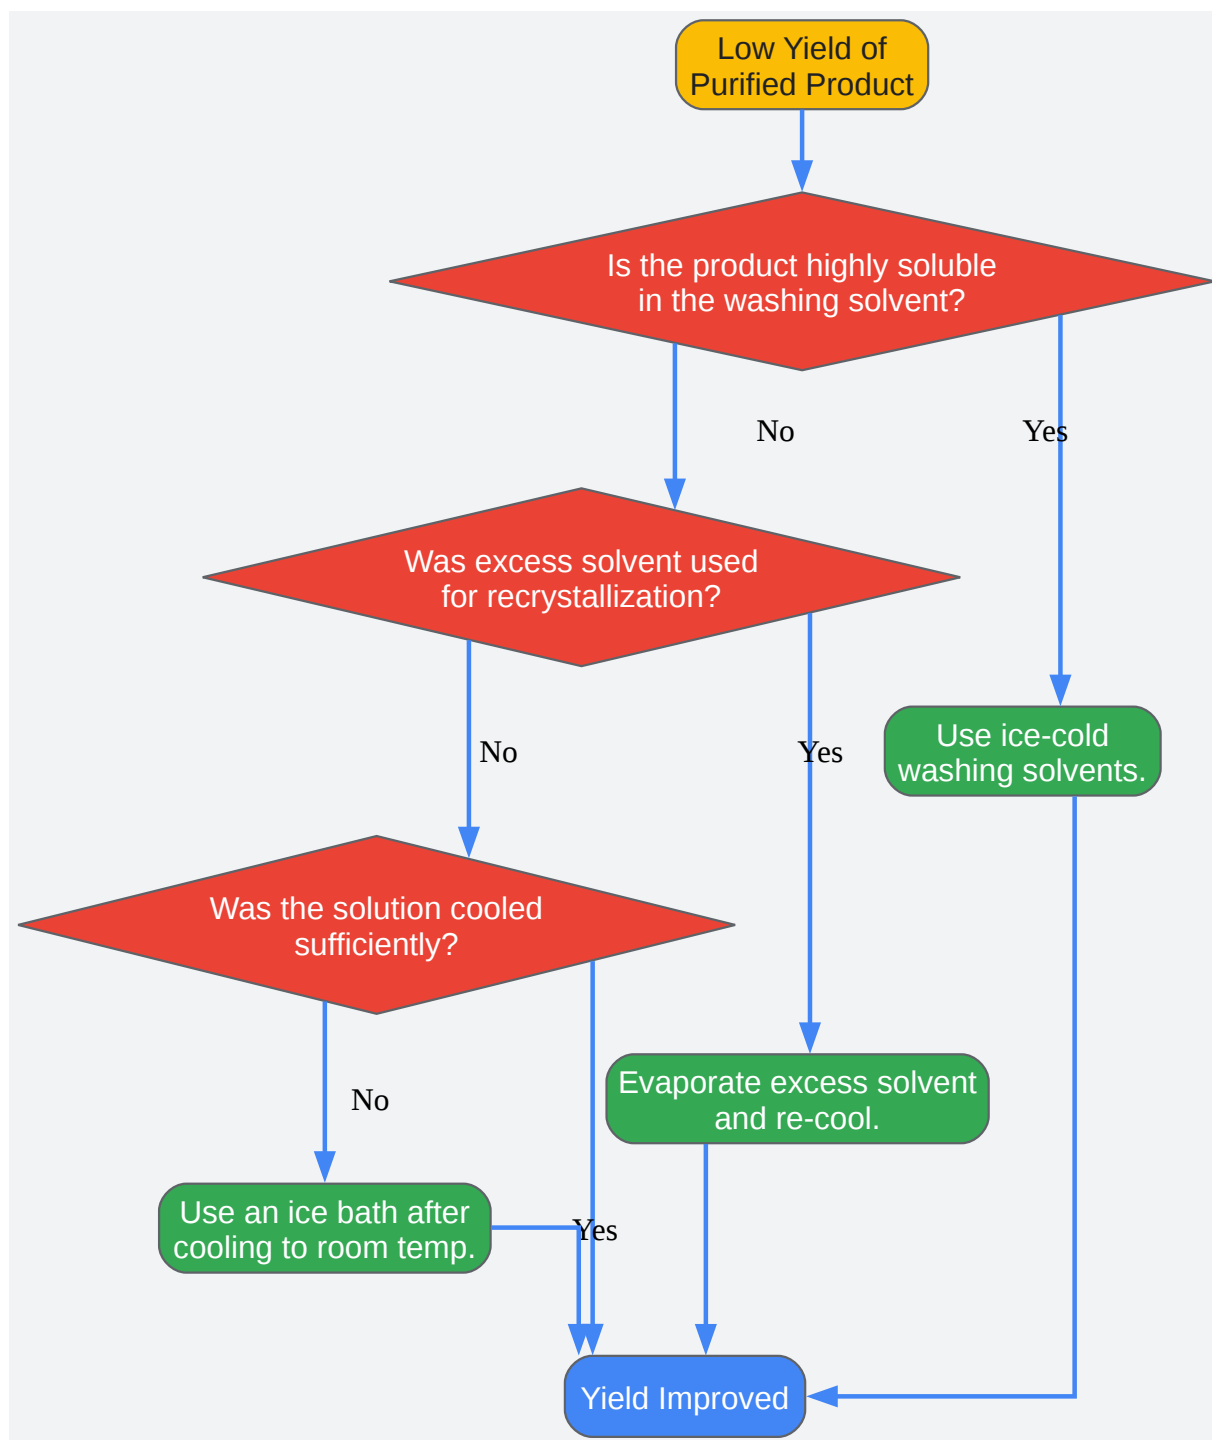 Low Yield of
Purified Product
Is the product highly soluble
in the washing solvent?
No
Yes
Was excess solvent used
for recrystallization?
No
Yes
Use ice-cold
washing solvents.
Was the solution cooled
sufficiently?
No
Evaporate excess solvent
and re-cool.
Use an ice bath after
cooling to room temp.
Yes
Yield Improved